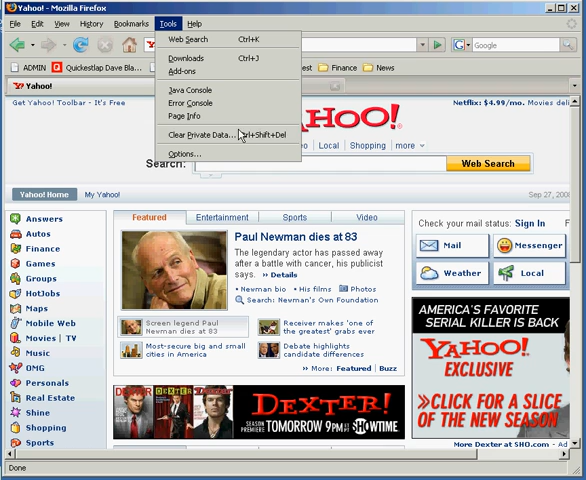 Yahoo! - Mozilla Firefox
File Edit View History Bookmarks Tools Help
Google
ADMIN Quickestlap Dave Bla... Finance News
Yahoo!
Web Search Ctrl+K
Downloads Ctrl+J
Add-ons
Java Console
Error Console
Page Info
Clear Private Data... Ctrl+Shift+Del
Options...
Get Yahoo! Toolbar - It's Free
Netflix: $4.99/mo. Movies deli
HOO!
Local Shopping more
Search: Web Search
Yahoo! Home My Yahoo! Sep 27, 200
Answers
Autos
Finance
Games
Groups
HotJobs
Maps
Mobile Web
Movies | TV
Music
OMG
Personals
Real Estate
Shine
Shopping
Sports
Featured Entertainment Sports Video
Paul Newman dies at 83
The legendary actor has passed away
after a battle with cancer, his publicist
says. » Details
• Newman bio • His films Photos
Search: Newman's Own Foundation
Screen legend Paul
Newman dies at 83
Receiver makes 'one of
the greatest' grabs ever
Most-secure big and small
cities in America
Debate highlights
candidate differences
» More: Featured | Buzz
DEXTER!
SEASON
PREMIERE TOMORROW 9PM SHOWTIME
Check your mail status: Sign In
Mail Messenger
Weather Local
AMERICA'S FAVORITE
SERIAL KILLER IS BACK
YAHOO!
EXCLUSIVE
»CLICK FOR A SLICE
OF THE NEW SEASON
More Dexter at SHO.com
Done